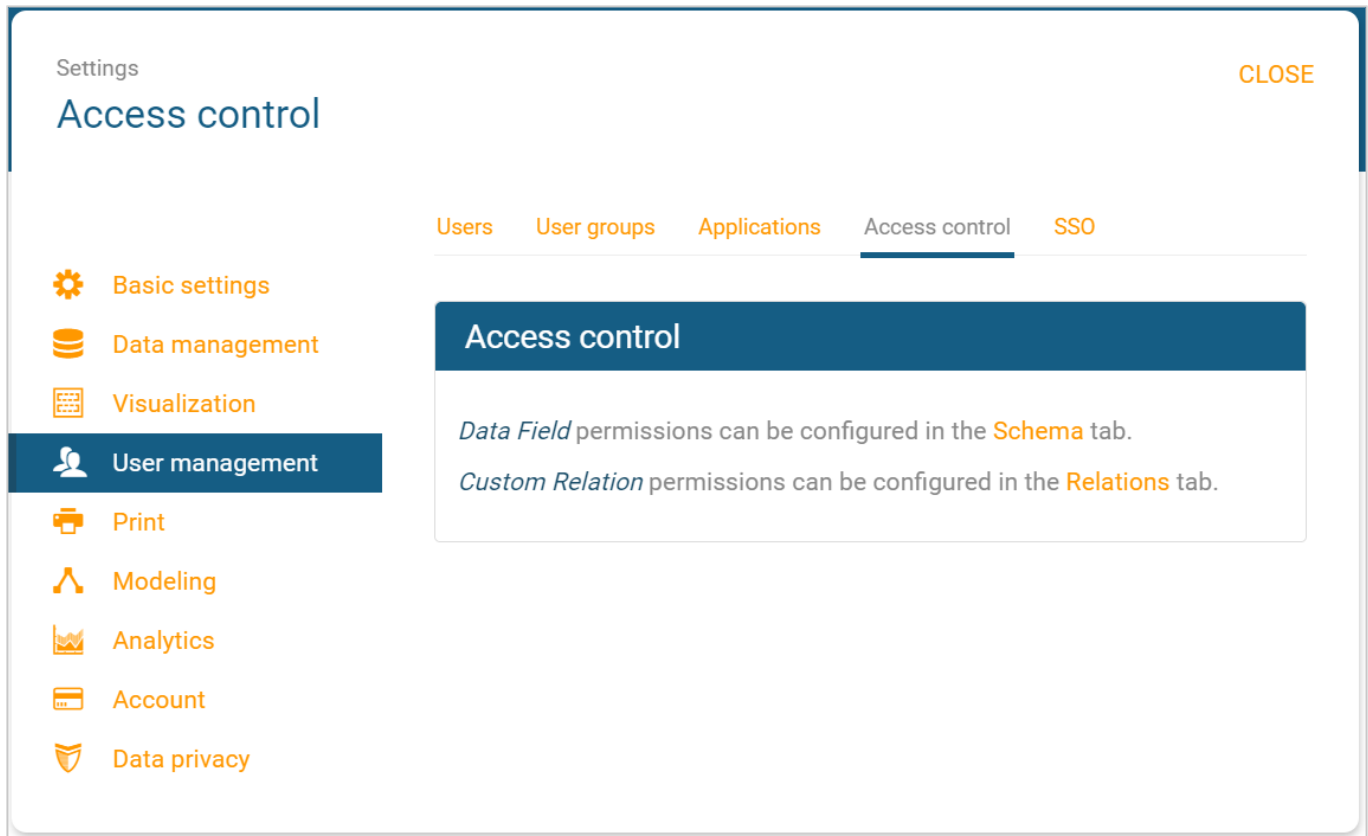 Settings
CLOSE
Access control
Users User groups Applications Access control SSO
Basic settings
Data management
Visualization
User management
Print
Modeling
Analytics
Account
Data privacy
Access control
Data Field permissions can be configured in the Schema tab.
Custom Relation permissions can be configured in the Relations tab.